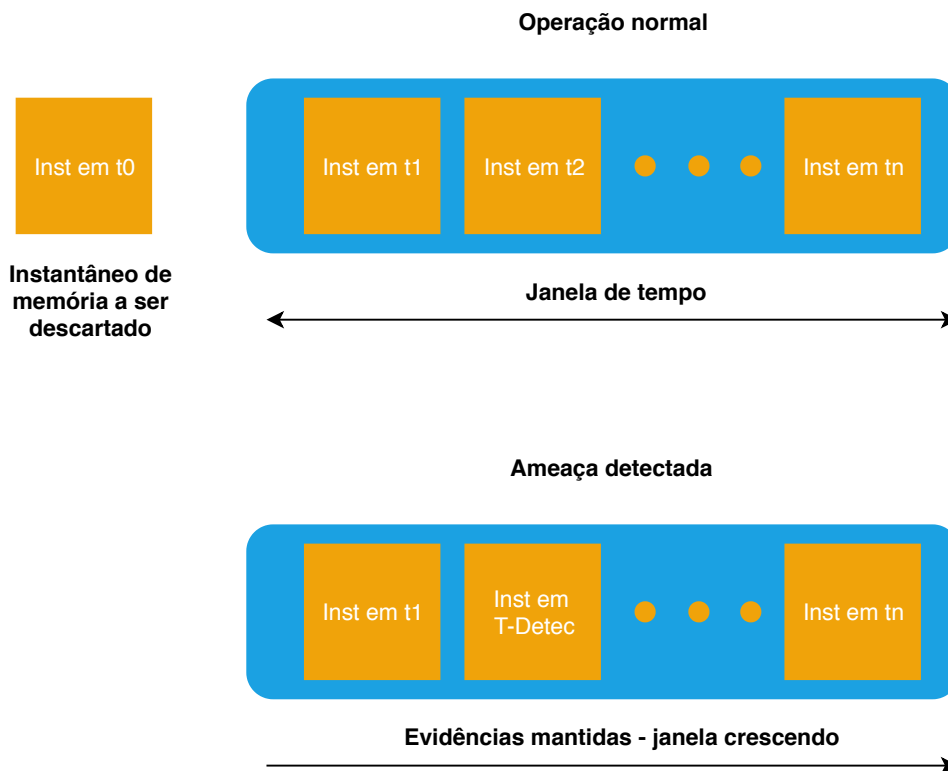 Operação normal
Inst em t0
Inst em t1
Inst em t2
Inst em tn
Instantâneo de
memória a ser
descartado
Janela de tempo
Ameaça detectada
Inst em t1
Inst em
T-Detec
Inst em tn
Evidências mantidas - janela crescendo